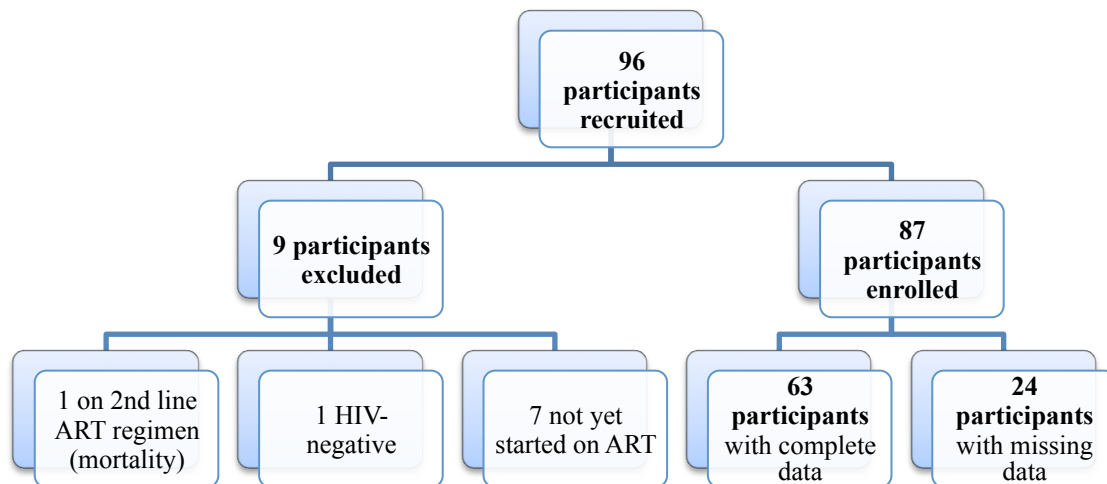 96
participants
recruited
9 participants
excluded
87
participants
enrolled
1 on 2nd line
ART regimen
(mortality)
1 HIV-
negative
7 not yet
started on ART
63
participants
with complete
data
24
participants
with missing
data